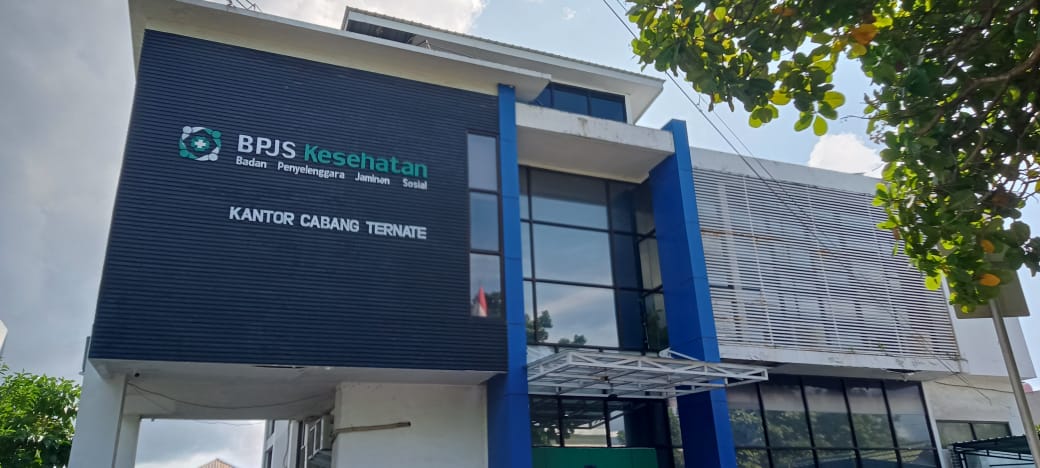 BPJS Kesehatan
Badan Penyelenggara Jaminan Sosial
KANTOR CABANG TERNATE